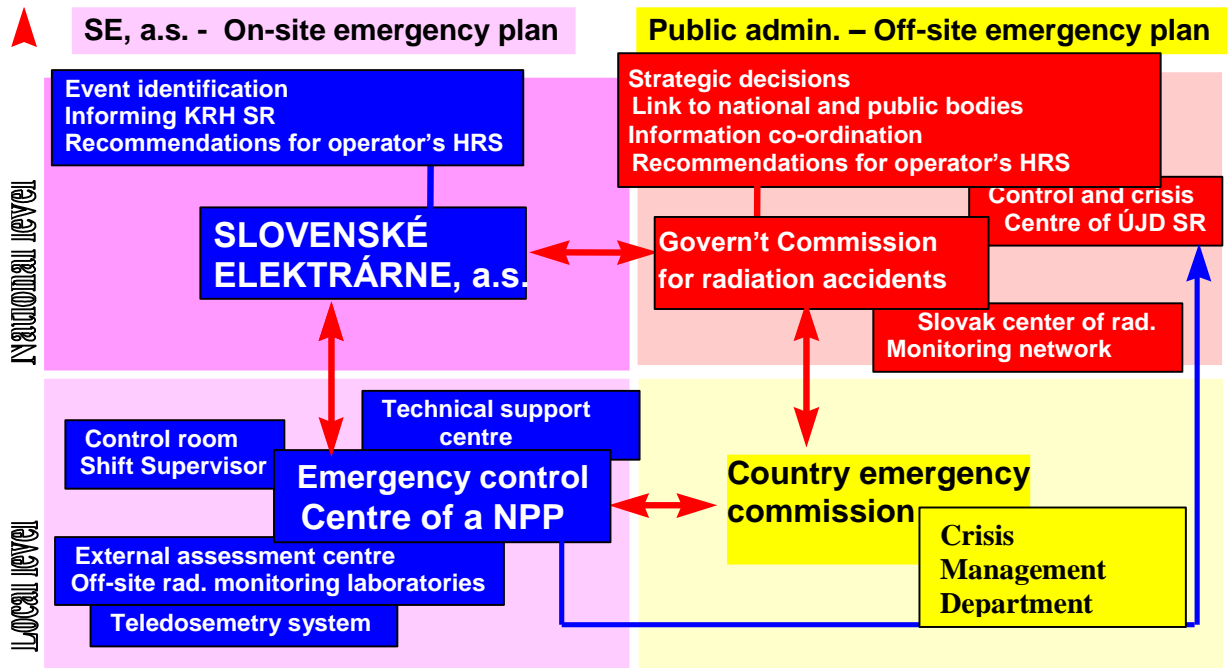 SE, a.s. - On-site emergency plan
Public admin. – Off-site emergency plan
Event identification
Informing KRH SR
Recommendations for operator's HRS
Strategic decisions
Link to national and public bodies
Information co-ordination
Recommendations for operator's HRS
Control and crisis
Centre of ÚJD SR
SLOVENSKÉ
ELEKTRÁRNE, a.s.
Govern't Commission
for radiation accidents
Slovak center of rad.
Monitoring network
National level
Technical support
centre
Control room
Shift Supervisor
Emergency control
Centre of a NPP
Country emergency
commission
Crisis
Management
Department
External assessment centre
Off-site rad. monitoring laboratories
Teledosemetry system
Local level